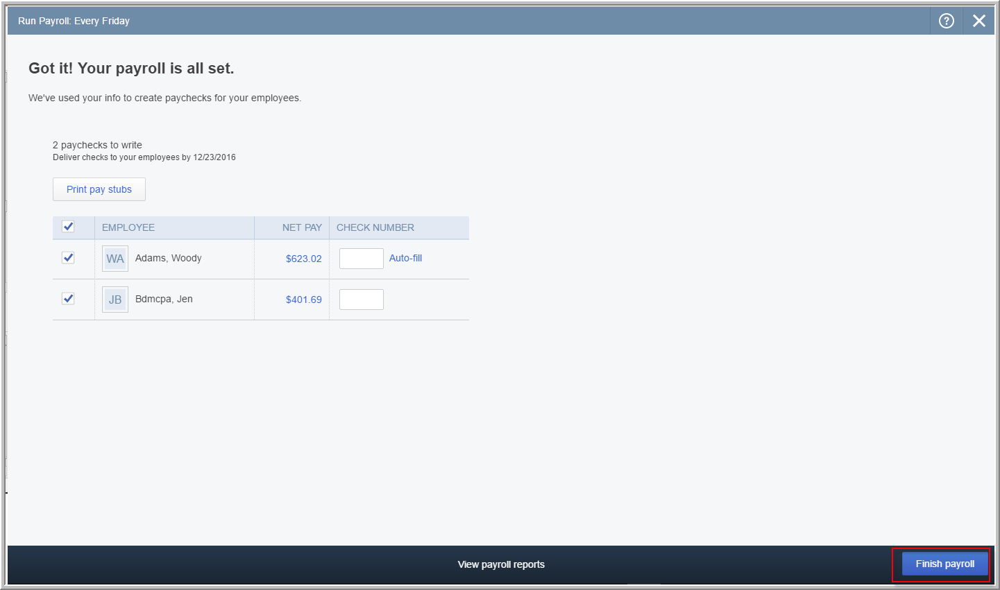 Run Payroll: Every Friday
?
Got it! Your payroll is all set.
We've used your info to create paychecks for your employees.
2 paychecks to write
Deliver checks to your employees by 12/23/2016
Print pay stubs
EMPLOYEE NET PAY CHECK NUMBER
WA Adams, Woody $623.02 Auto-fill
JB Bdmcpa, Jen $401.69
View payroll reports Finish payroll